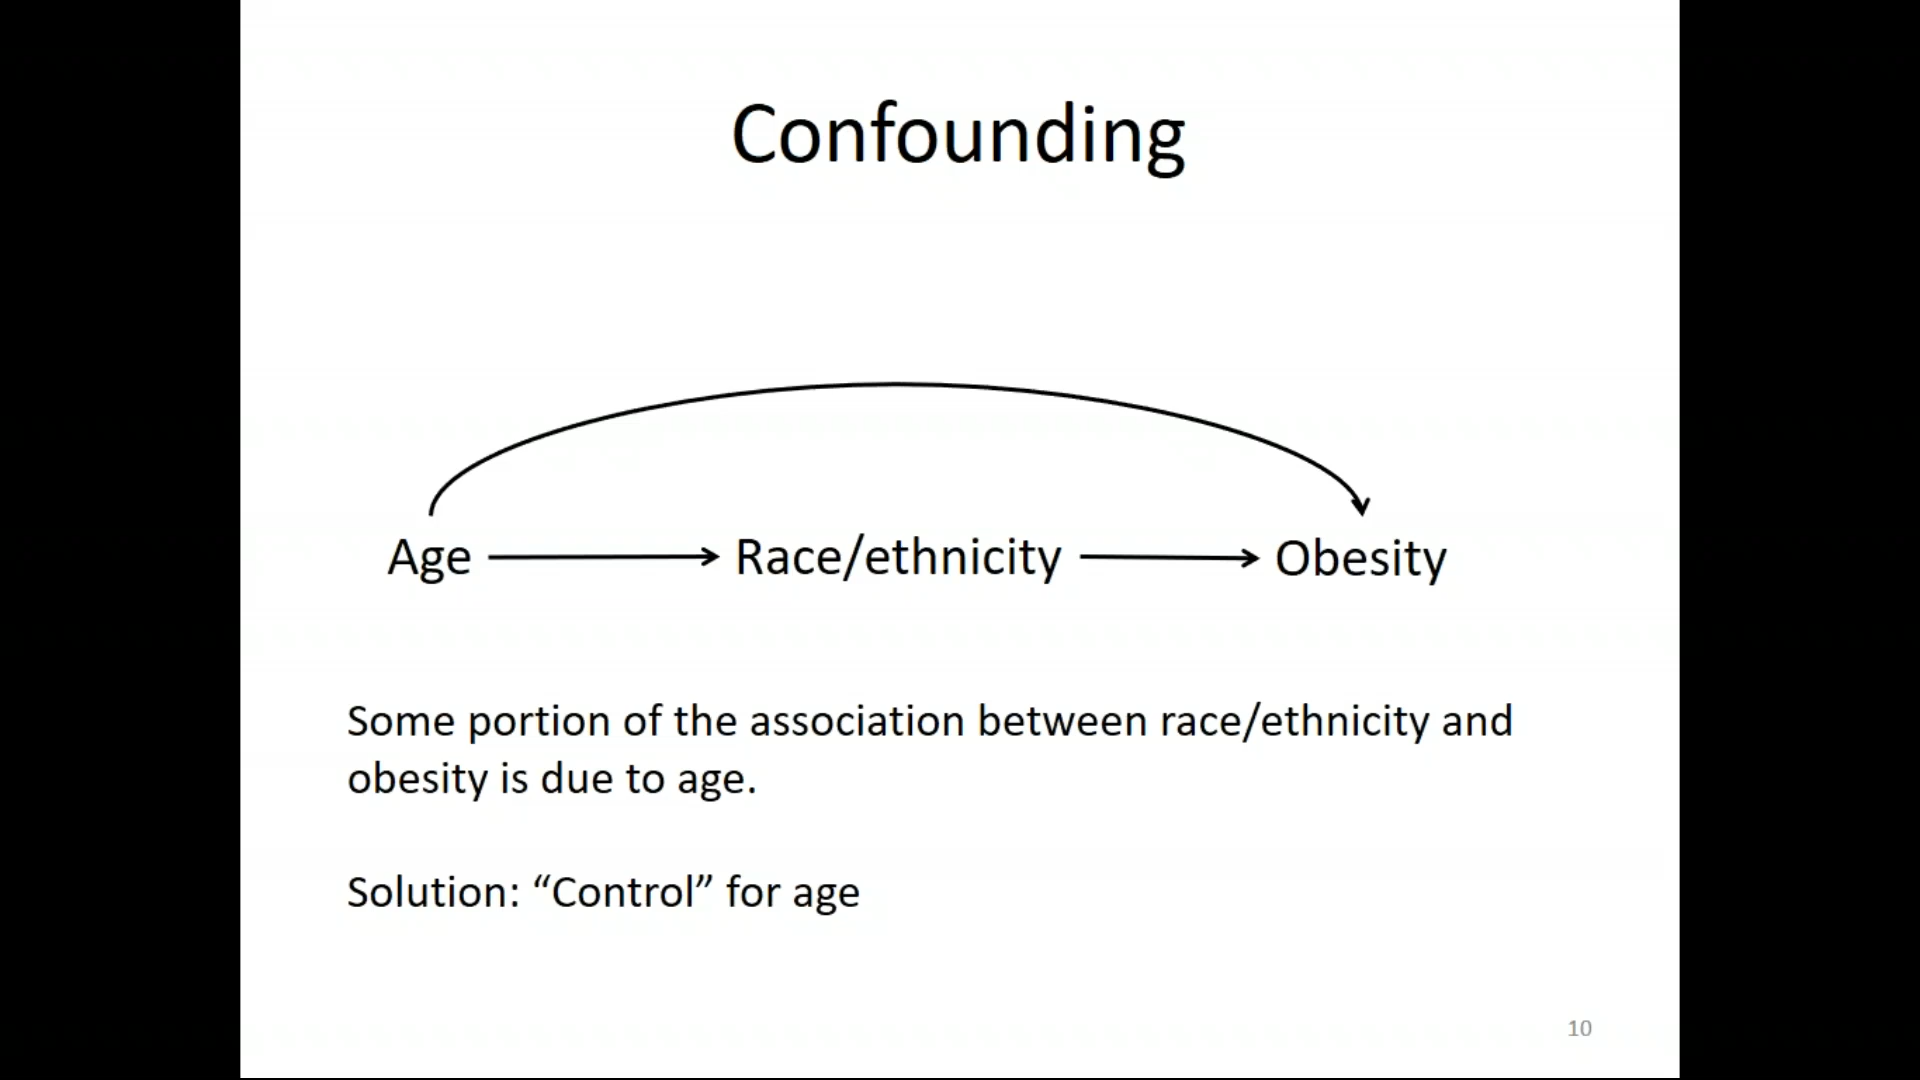 Confounding
Age
Race/ethnicity
Obesity
Some portion of the association between race/ethnicity and
obesity is due to age.
Solution: “Control” for age
10